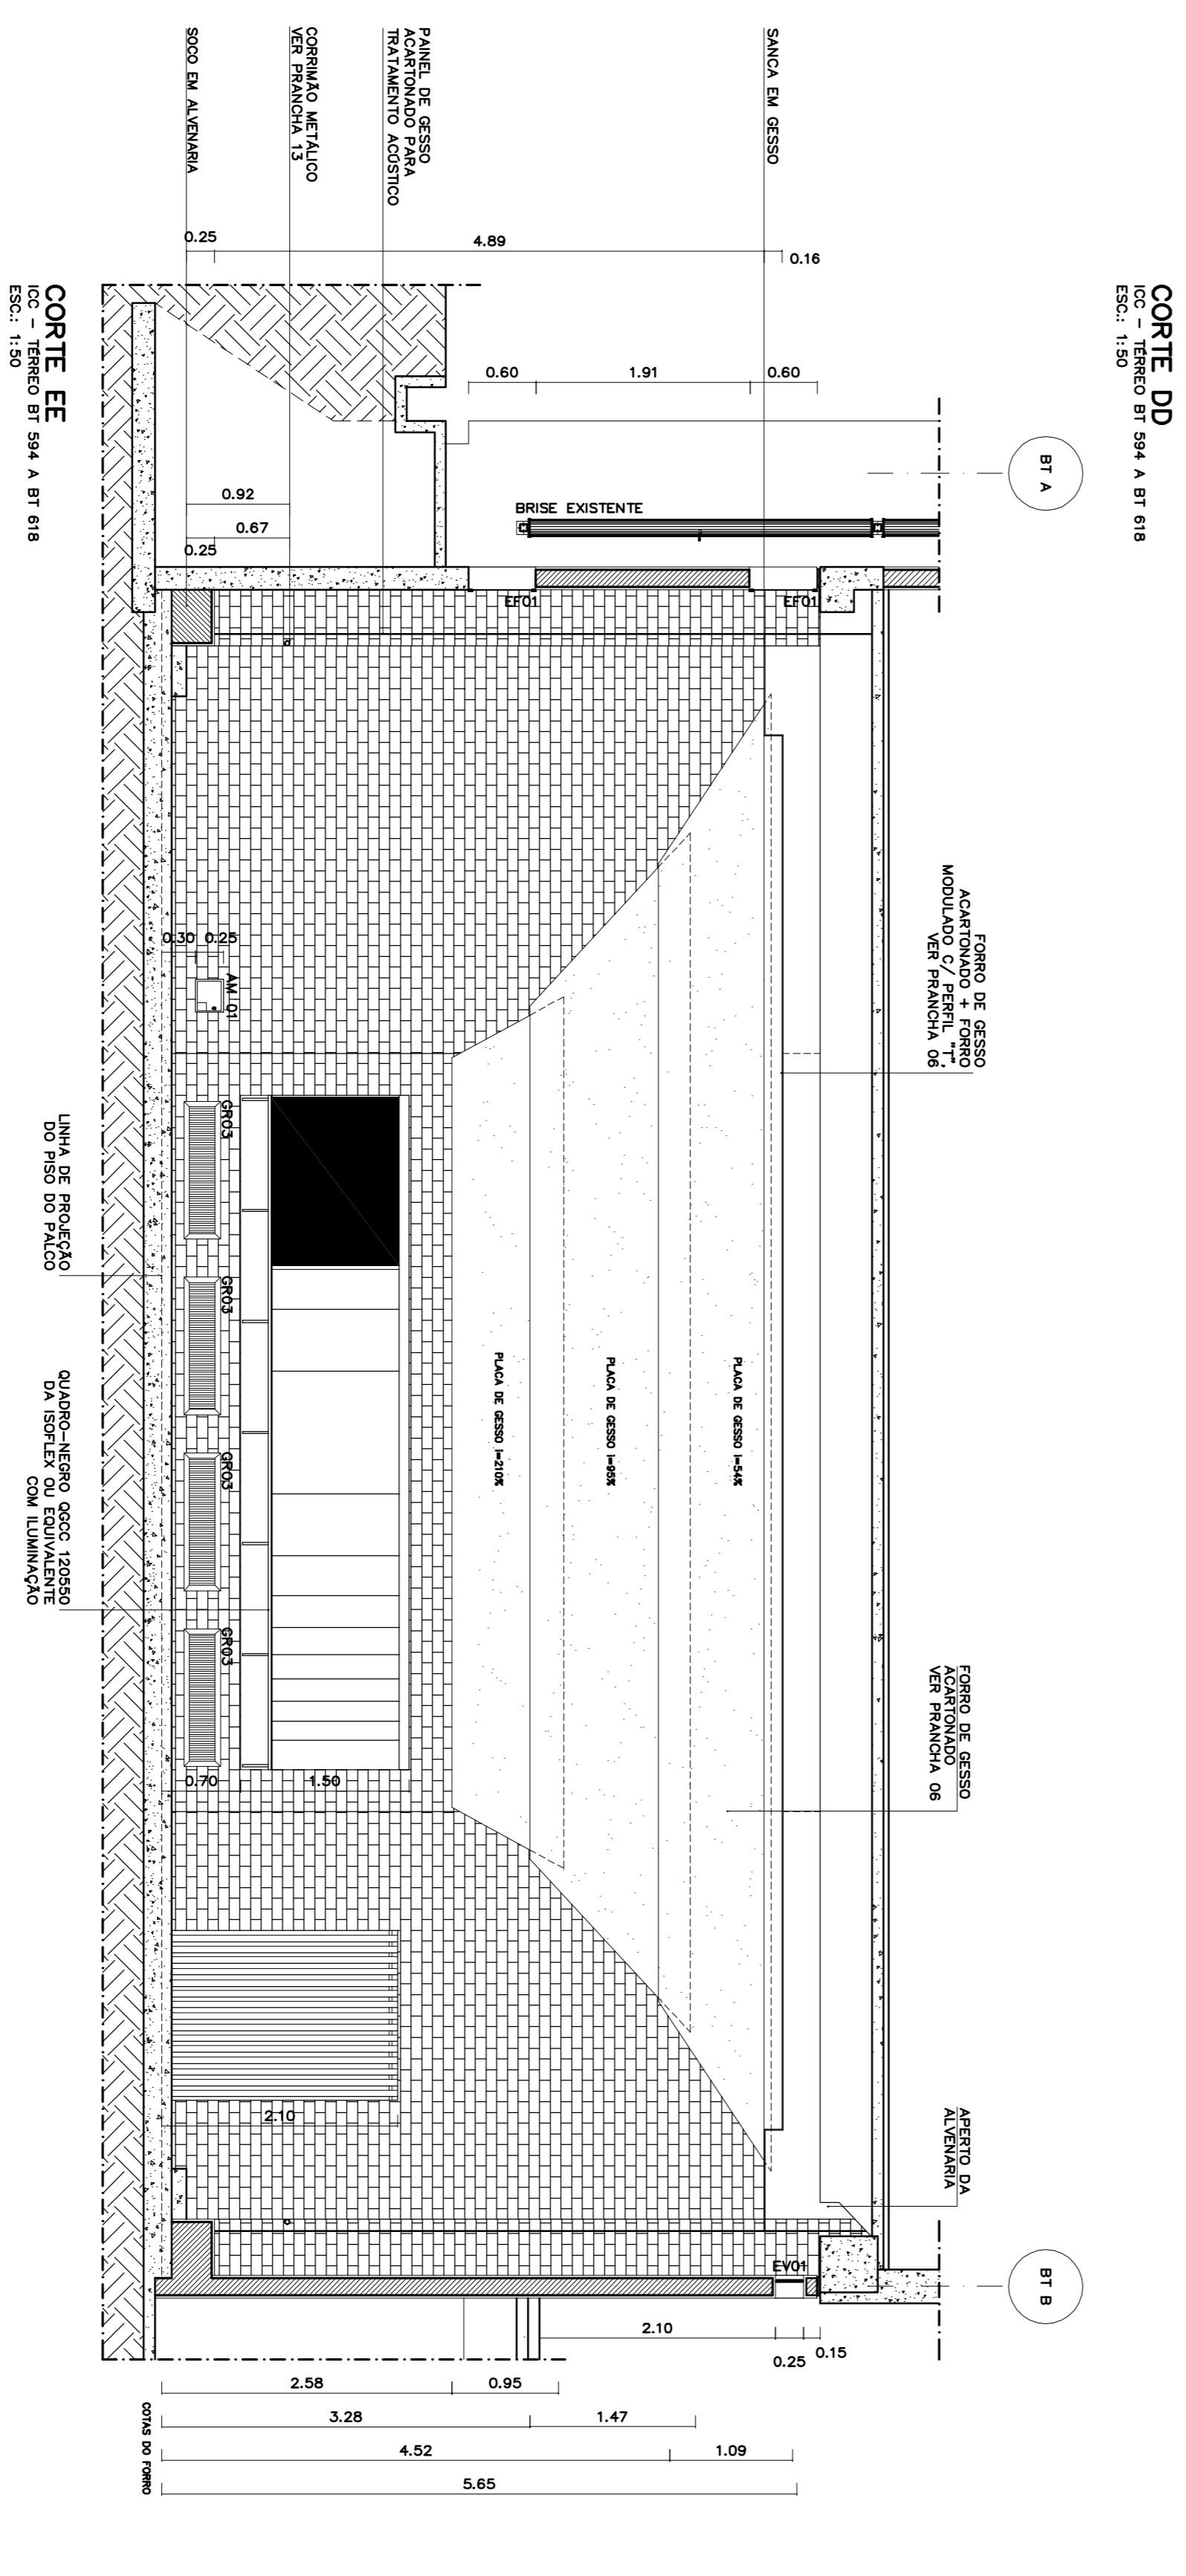 CORTE DD
ICC - TÉRREO BT 594 A BT 618
ESC.: 1:50
BT A
BT B
FORRO DE GESSO
ACARTONADO + FORRO
MODULADO C/ PERFIL "T",
VER PRANCHA 06
FORRO DE GESSO
ACARTONADO
VER PRANCHA 06
APERTO DA
ALVENARIA
SANCA EM GESSO
PAINEL DE GESSO
ACARTONADO PARA
TRATAMENTO ACÚSTICO
CORRIMÃO METÁLICO
VER PRANCHA 13
SOCO EM ALVENARIA
0.25
4.89
0.16
0.60
1.91
0.60
0.92
0.67
0.25
BRISE EXISTENTE
EF01
EF01
PLACA DE GESSO i=54%
PLACA DE GESSO i=95%
PLACA DE GESSO i=210%
0.30
0.25
AM 01
GR03
GR03
GR03
GR03
0.70
1.50
2.10
EV01
2.10
0.25
0.15
2.58
0.95
3.28
1.47
4.52
1.09
5.65
COTAS DO FORRO
LINHA DE PROJEÇÃO
DO PISO DO PALCO
QUADRO-NEGRO QGCC 120550
DA ISOFLEX OU EQUIVALENTE
COM ILUMINAÇÃO
CORTE EE
ICC - TÉRREO BT 594 A BT 618
ESC.: 1:50